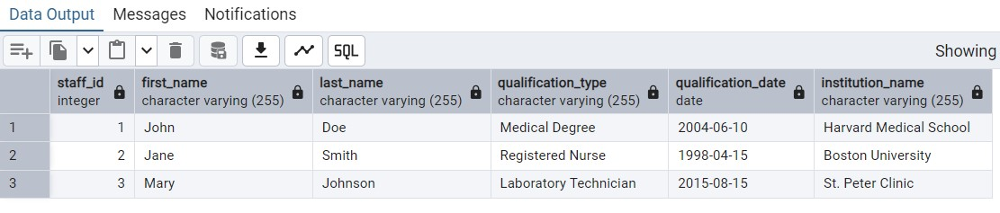 Data Output Messages Notifications
SQL Showing
staff_id first_name last_name qualification_type qualification_date institution_name
integer character varying (255) character varying (255) character varying (255) date character varying (255)
1 1 John Doe Medical Degree 2004-06-10 Harvard Medical School
2 2 Jane Smith Registered Nurse 1998-04-15 Boston University
3 3 Mary Johnson Laboratory Technician 2015-08-15 St. Peter Clinic